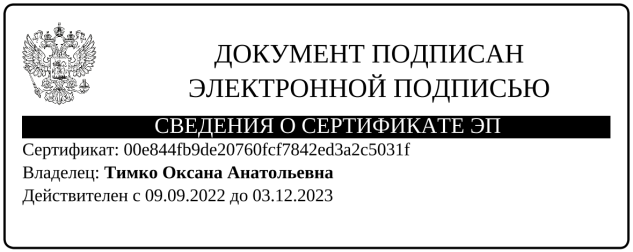 ДОКУМЕНТ ПОДПИСАН
ЭЛЕКТРОННОЙ ПОДПИСЬЮ
СВЕДЕНИЯ О СЕРТИФИКАТЕ ЭП
Сертификат: 00e844fb9de20760fcf7842ed3a2c5031f
Владелец: Тимко Оксана Анатольевна
Действителен с 09.09.2022 до 03.12.2023